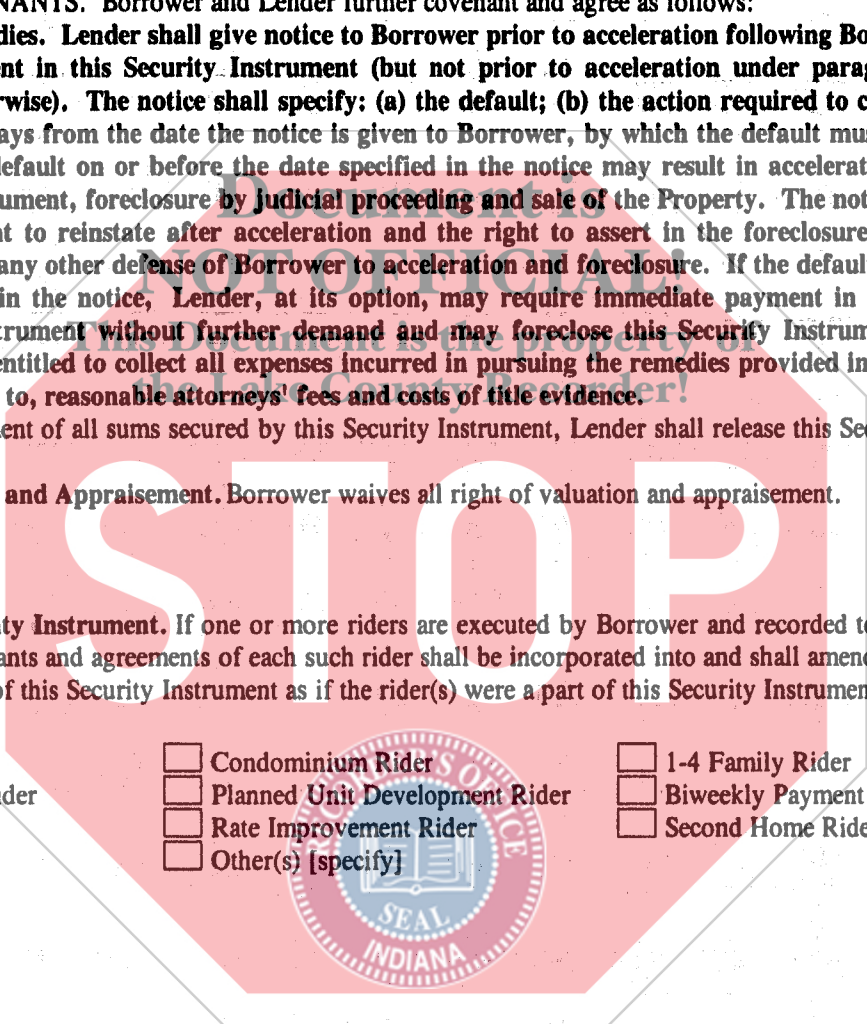 NANTS. Borrower and Lender further covenant and agree as follows:
dies. Lender shall give notice to Borrower prior to acceleration following Bo
ent in this Security Instrument (but not prior to acceleration under parag
rwise). The notice shall specify: (a) the default; (b) the action required to c
ays from the date the notice is given to Borrower, by which the default mu
default on or before the date specified in the notice may result in accelerat
ument, foreclosure by judicial proceeding and sale of the Property. The not
nt to reinstate after acceleration and the right to assert in the foreclosure
any other defense of Borrower to acceleration and foreclosure. If the defaul
in the notice, Lender, at its option, may require immediate payment in
trument without further demand and may foreclose this Security Instrum
entitled to collect all expenses incurred in pursuing the remedies provided in
to, reasonable attorneys' fees and costs of title evidence.
ent of all sums secured by this Security Instrument, Lender shall release this Sec
and Appraisement. Borrower waives all right of valuation and appraisement.
ty Instrument. If one or more riders are executed by Borrower and recorded to
ants and agreements of each such rider shall be incorporated into and shall amend
of this Security Instrument as if the rider(s) were a part of this Security Instrumen
Condominium Rider
1-4 Family Rider
der
Planned Unit Development Rider
Biweekly Payment
Rate Improvement Rider
Second Home Ride
Other(s) [specify]
Document is
NOT OFFICIAL!
This Document is the property of
the Lake County Recorder!
STOP
RECORDER'S OFFICE
SEAL
INDIANA